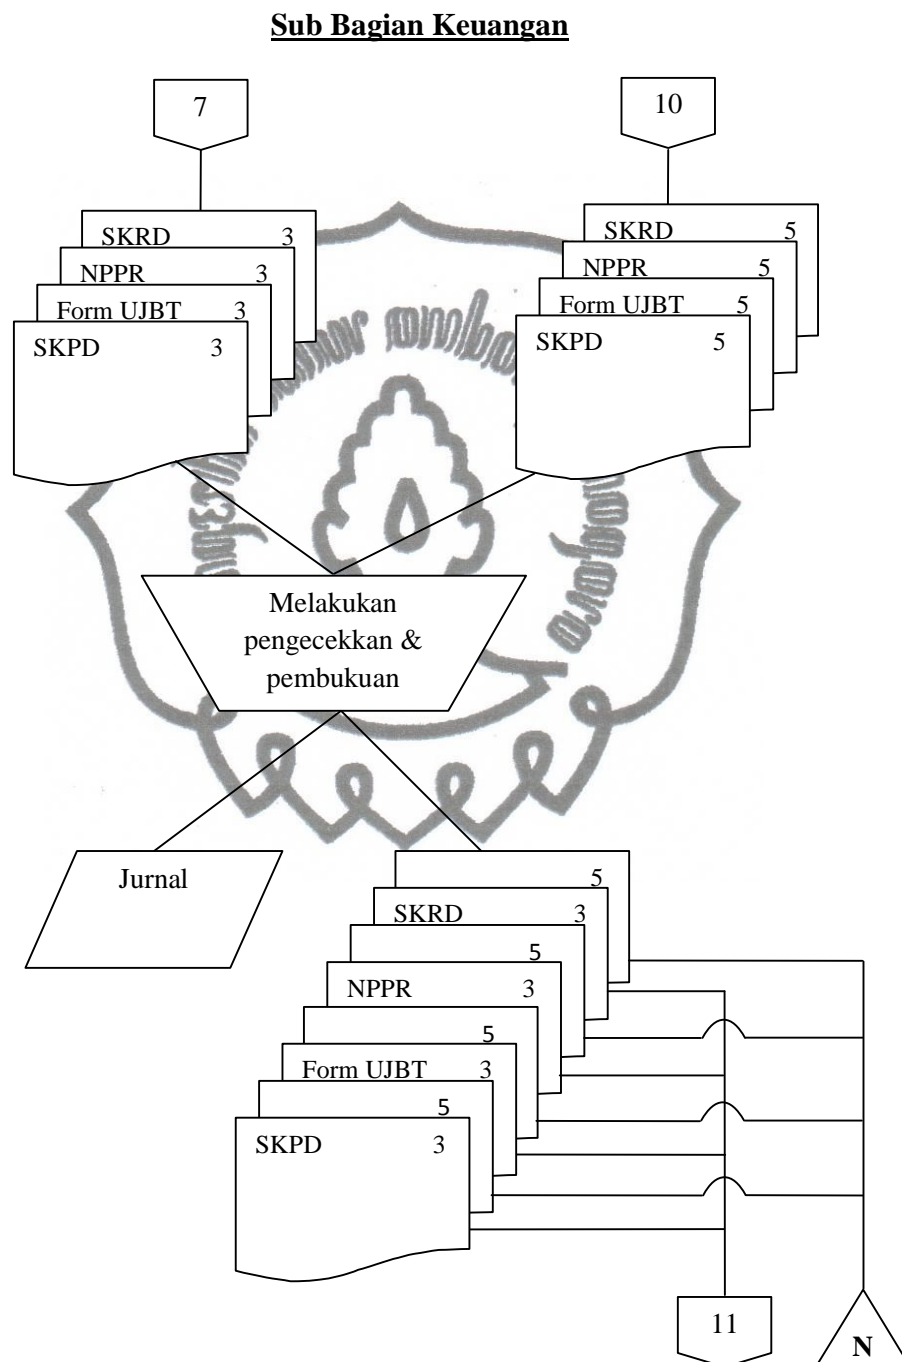 Sub Bagian Keuangan
7
10
SKRD 3
NPPR 3
Form UJBT 3
SKPD 3
SKRD 5
NPPR 5
Form UJBT 5
SKPD 5
Melakukan
pengecekkan &
pembukuan
Jurnal
5
SKRD 3
5
NPPR 3
5
Form UJBT 3
5
SKPD 3
11
N